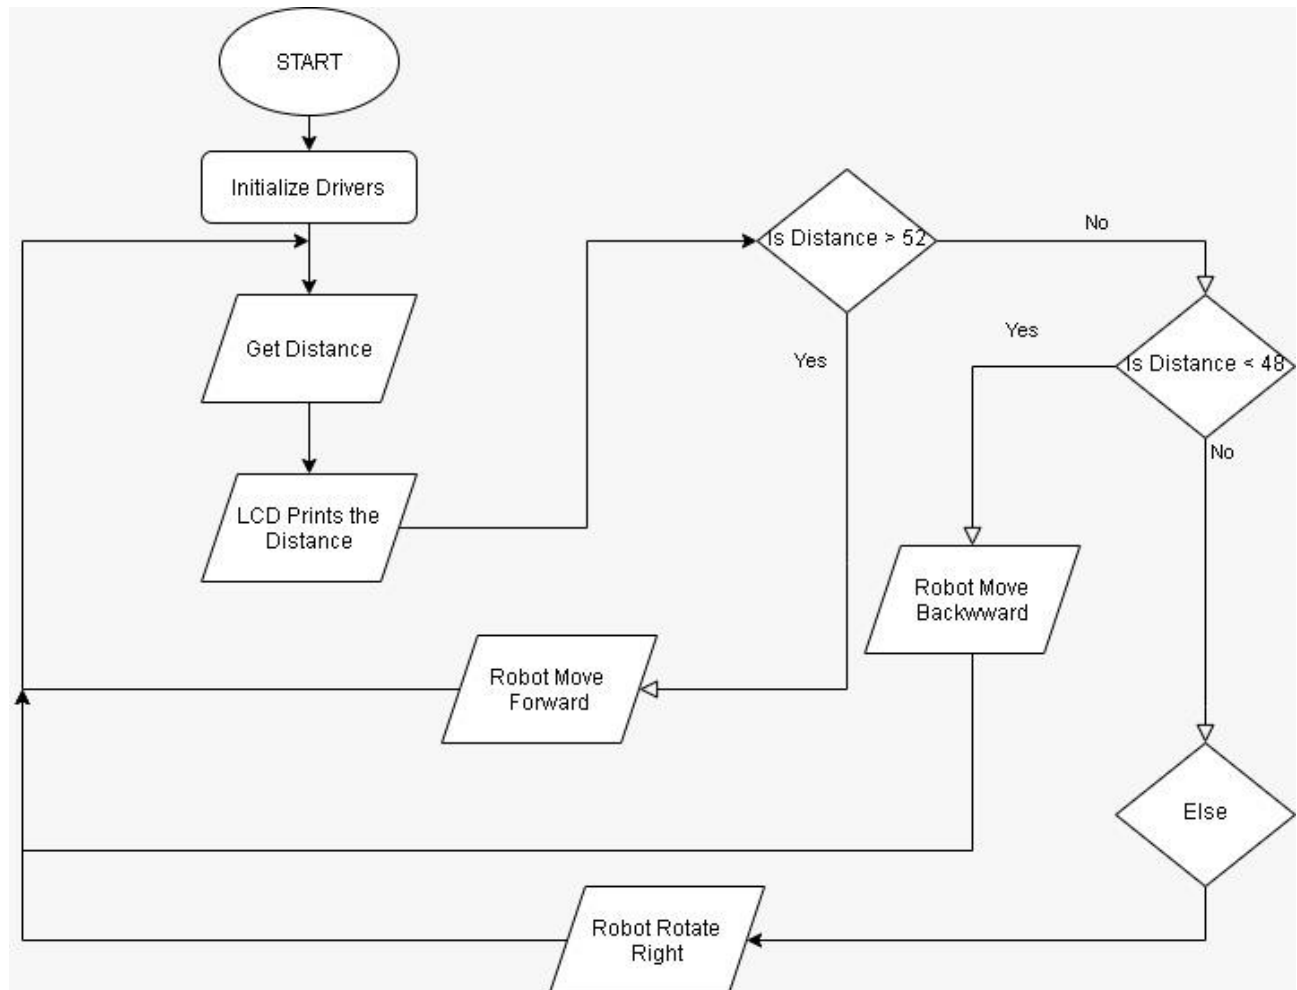 START
Initialize Drivers
Get Distance
LCD Prints the
Distance
Is Distance > 52
No
Yes
Is Distance < 48
Yes
No
Robot Move
Backwward
Robot Move
Forward
Else
Robot Rotate
Right